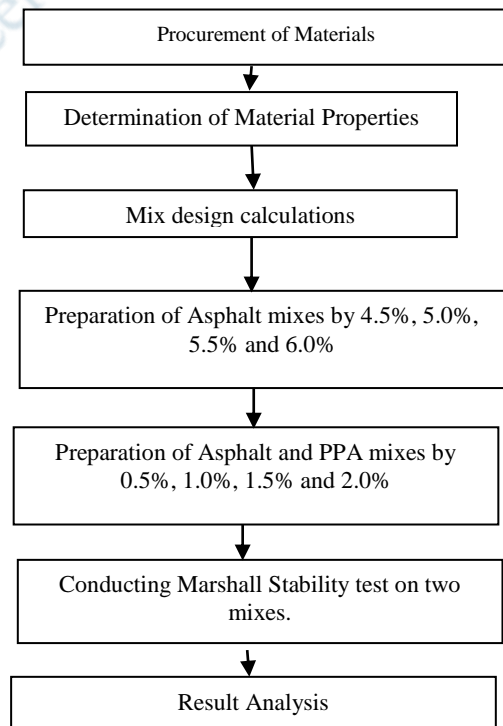 Procurement of Materials
Determination of Material Properties
Mix design calculations
Preparation of Asphalt mixes by 4.5%, 5.0%,
5.5% and 6.0%
Preparation of Asphalt and PPA mixes by
0.5%, 1.0%, 1.5% and 2.0%
Conducting Marshall Stability test on two
mixes.
Result Analysis